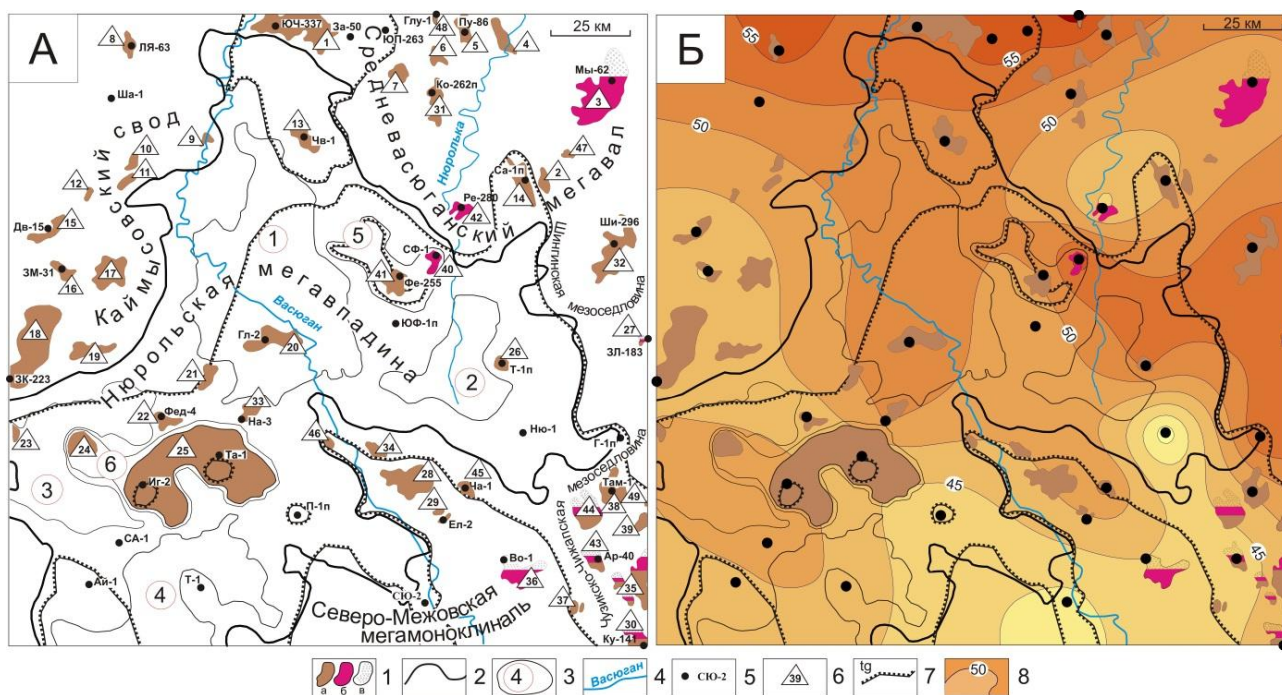 А
25 км
8
ЛЯ-63
ЮЧ-337
1
За-50
ЮП-263
Глу-1
48
Пу-86
6
5
4
Ша-1
7
Ко-262п
31
Мы-62
3
Каймысовский свод
Средневасюганский мегавал
Нюролька
9
10
11
12
13
Чв-1
47
Са-1п
2
14
Ре-280
42
Дв-15
15
ЗМ-31
16
17
1
5
СФ-1
40
41
Фе-255
Ши-296
32
Шингинская мезоседловина
Нюрольская мегавпадина
Васюган
18
19
ЗК-223
Гл-2
20
ЮФ-1п
26
Т-1п
27
ЗЛ-183
2
21
22
Фед-4
33
На-3
23
24
25
6
Та-1
Иг-2
3
46
34
28
29
45
Ча-1
Ел-2
Ню-1
Г-1п
П-1п
СА-1
Ай-1
Т-1
4
СЮ-2
Во-1
36
37
Чузикско-Чижапская мезоседловина
Там-1
44
38
49
39
43
Ар-40
35
30
Ку-141
Северо-Межовская
мегамоноклиналь
Б
25 км
55
55
50
50
50
45
45
а б в
1
2
4
3
Васюган
4
СЮ-2
5
39
6
tg
7
50
8